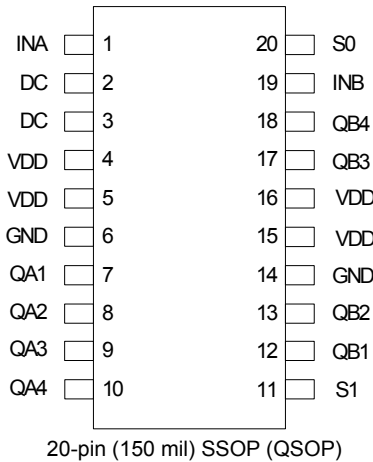 INA 1 20 S0
DC 2 19 INB
DC 3 18 QB4
VDD 4 17 QB3
VDD 5 16 VDD
GND 6 15 VDD
QA1 7 14 GND
QA2 8 13 QB2
QA3 9 12 QB1
QA4 10 11 S1
20-pin (150 mil) SSOP (QSOP)